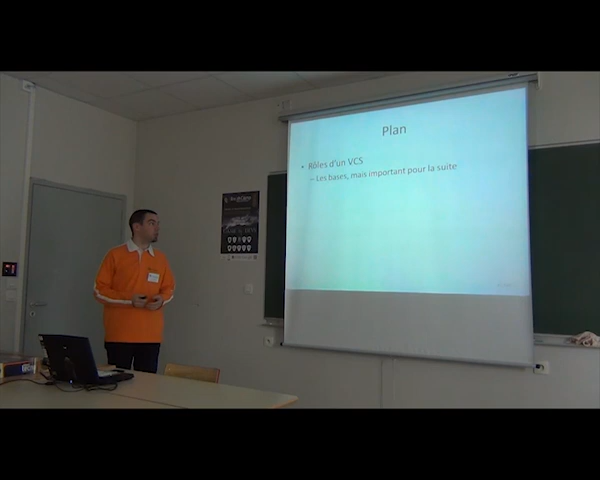 Plan
• Rôles d'un VCS
– Les bases, mais important pour la suite